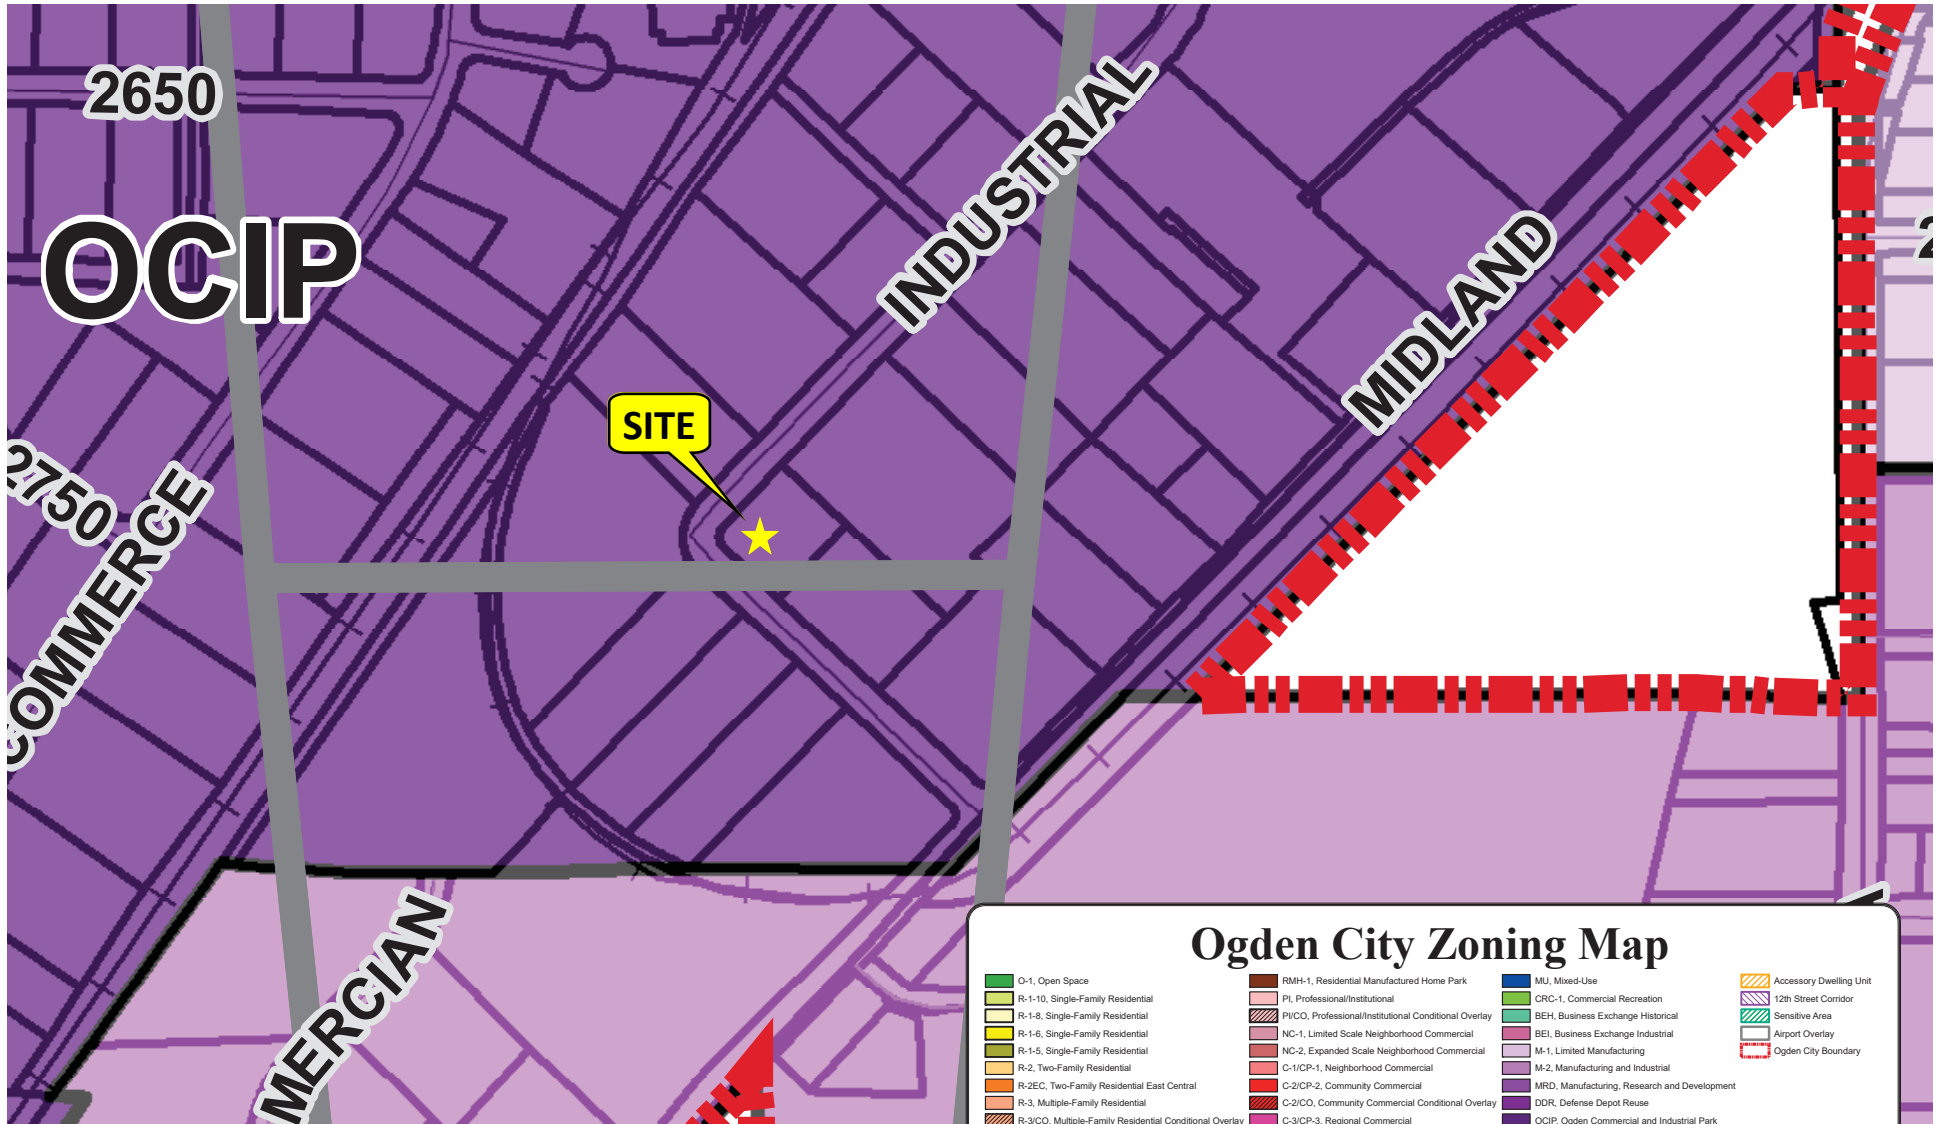 2650
INDUSTRIAL
OCIP
MIDLAND
SITE
2750
COMMERCE
MERCIAN
Ogden City Zoning Map
O-1, Open Space
R-1-10, Single-Family Residential
R-1-8, Single-Family Residential
R-1-6, Single-Family Residential
R-1-5, Single-Family Residential
R-2, Two-Family Residential
R-2EC, Two-Family Residential East Central
R-3, Multiple-Family Residential
R-3/CO, Multiple-Family Residential Conditional Overlay
RMH-1, Residential Manufactured Home Park
PI, Professional/Institutional
PI/CO, Professional/Institutional Conditional Overlay
NC-1, Limited Scale Neighborhood Commercial
NC-2, Expanded Scale Neighborhood Commercial
C-1/CP-1, Neighborhood Commercial
C-2/CP-2, Community Commercial
C-2/CO, Community Commercial Conditional Overlay
C-3/CP-3, Regional Commercial
MU, Mixed-Use
CRC-1, Commercial Recreation
BEH, Business Exchange Historical
BEI, Business Exchange Industrial
M-1, Limited Manufacturing
M-2, Manufacturing and Industrial
MRD, Manufacturing, Research and Development
DDR, Defense Depot Reuse
OCIP, Ogden Commercial and Industrial Park
Accessory Dwelling Unit
12th Street Corridor
Sensitive Area
Airport Overlay
Ogden City Boundary